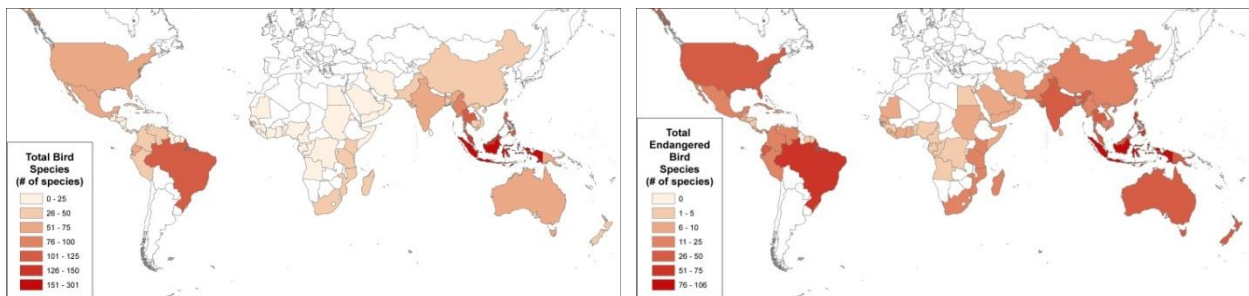 Total Bird
Species
(# of species)
0 - 25
26 - 50
51 - 75
76 - 100
101 - 125
126 - 150
151 - 301
Total
Endangered
Bird
Species
(# of species)
0
1 - 5
6 - 10
11 - 25
26 - 50
51 - 75
76 - 106